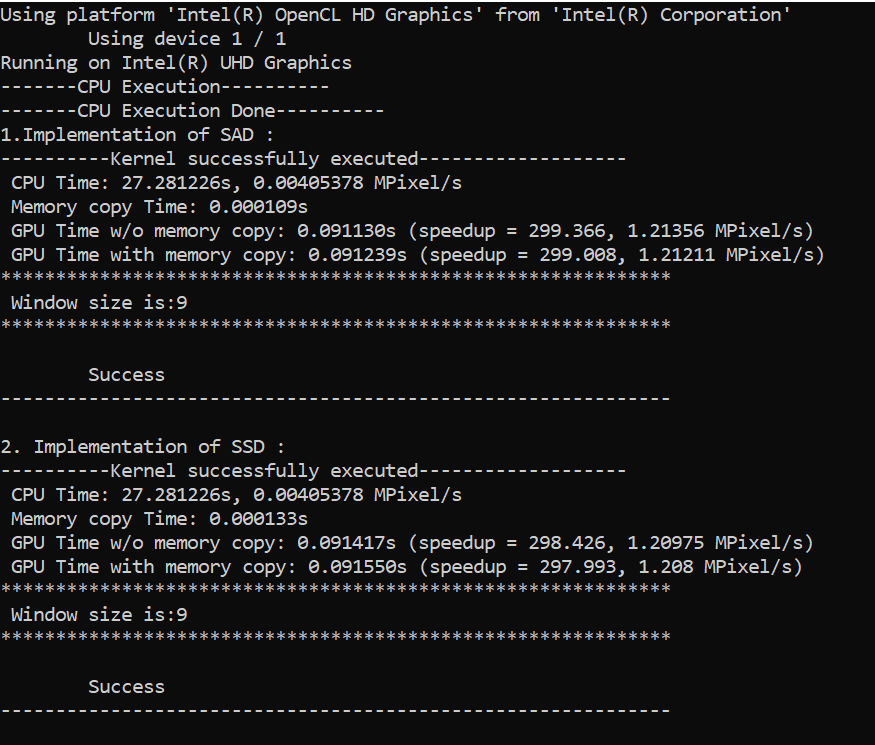 Using platform 'Intel(R) OpenCL HD Graphics' from 'Intel(R) Corporation'
Using device 1 / 1
Running on Intel(R) UHD Graphics
-------CPU Execution----------
-------CPU Execution Done----------
1.Implementation of SAD :
----------Kernel successfully executed-------------------
CPU Time: 27.281226s, 0.00405378 MPixel/s
Memory copy Time: 0.000109s
GPU Time w/o memory copy: 0.091130s (speedup = 299.366, 1.21356 MPixel/s)
GPU Time with memory copy: 0.091239s (speedup = 299.008, 1.21211 MPixel/s)
*************************************************************
Window size is:9
*************************************************************
Success
-------------------------------------------------------------
2. Implementation of SSD :
----------Kernel successfully executed-------------------
CPU Time: 27.281226s, 0.00405378 MPixel/s
Memory copy Time: 0.000133s
GPU Time w/o memory copy: 0.091417s (speedup = 298.426, 1.20975 MPixel/s)
GPU Time with memory copy: 0.091550s (speedup = 297.993, 1.208 MPixel/s)
*************************************************************
Window size is:9
*************************************************************
Success
-------------------------------------------------------------